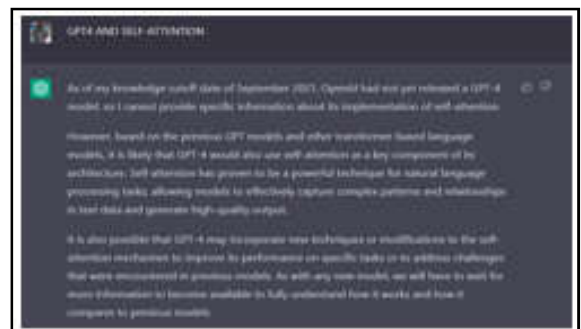 GPT4 AND SELF-ATTENTION
As of my knowledge cutoff date of September 2021, OpenAI had not yet released a GPT-4
model, so I cannot provide specific information about its implementation of self-attention.
However, based on the previous GPT models and other transformer-based language
models, it is likely that GPT-4 would also use self-attention as a key component of its
architecture. Self-attention has proven to be a powerful technique for natural language
processing tasks, allowing models to effectively capture complex patterns and relationships
in text data and generate high-quality output.
It is also possible that GPT-4 may incorporate new techniques or modifications to the self-
attention mechanism to improve its performance on specific tasks or to address challenges
that were encountered in previous models. As with any new model, we will have to wait for
more information to become available to fully understand how it works and how it
compares to previous models.